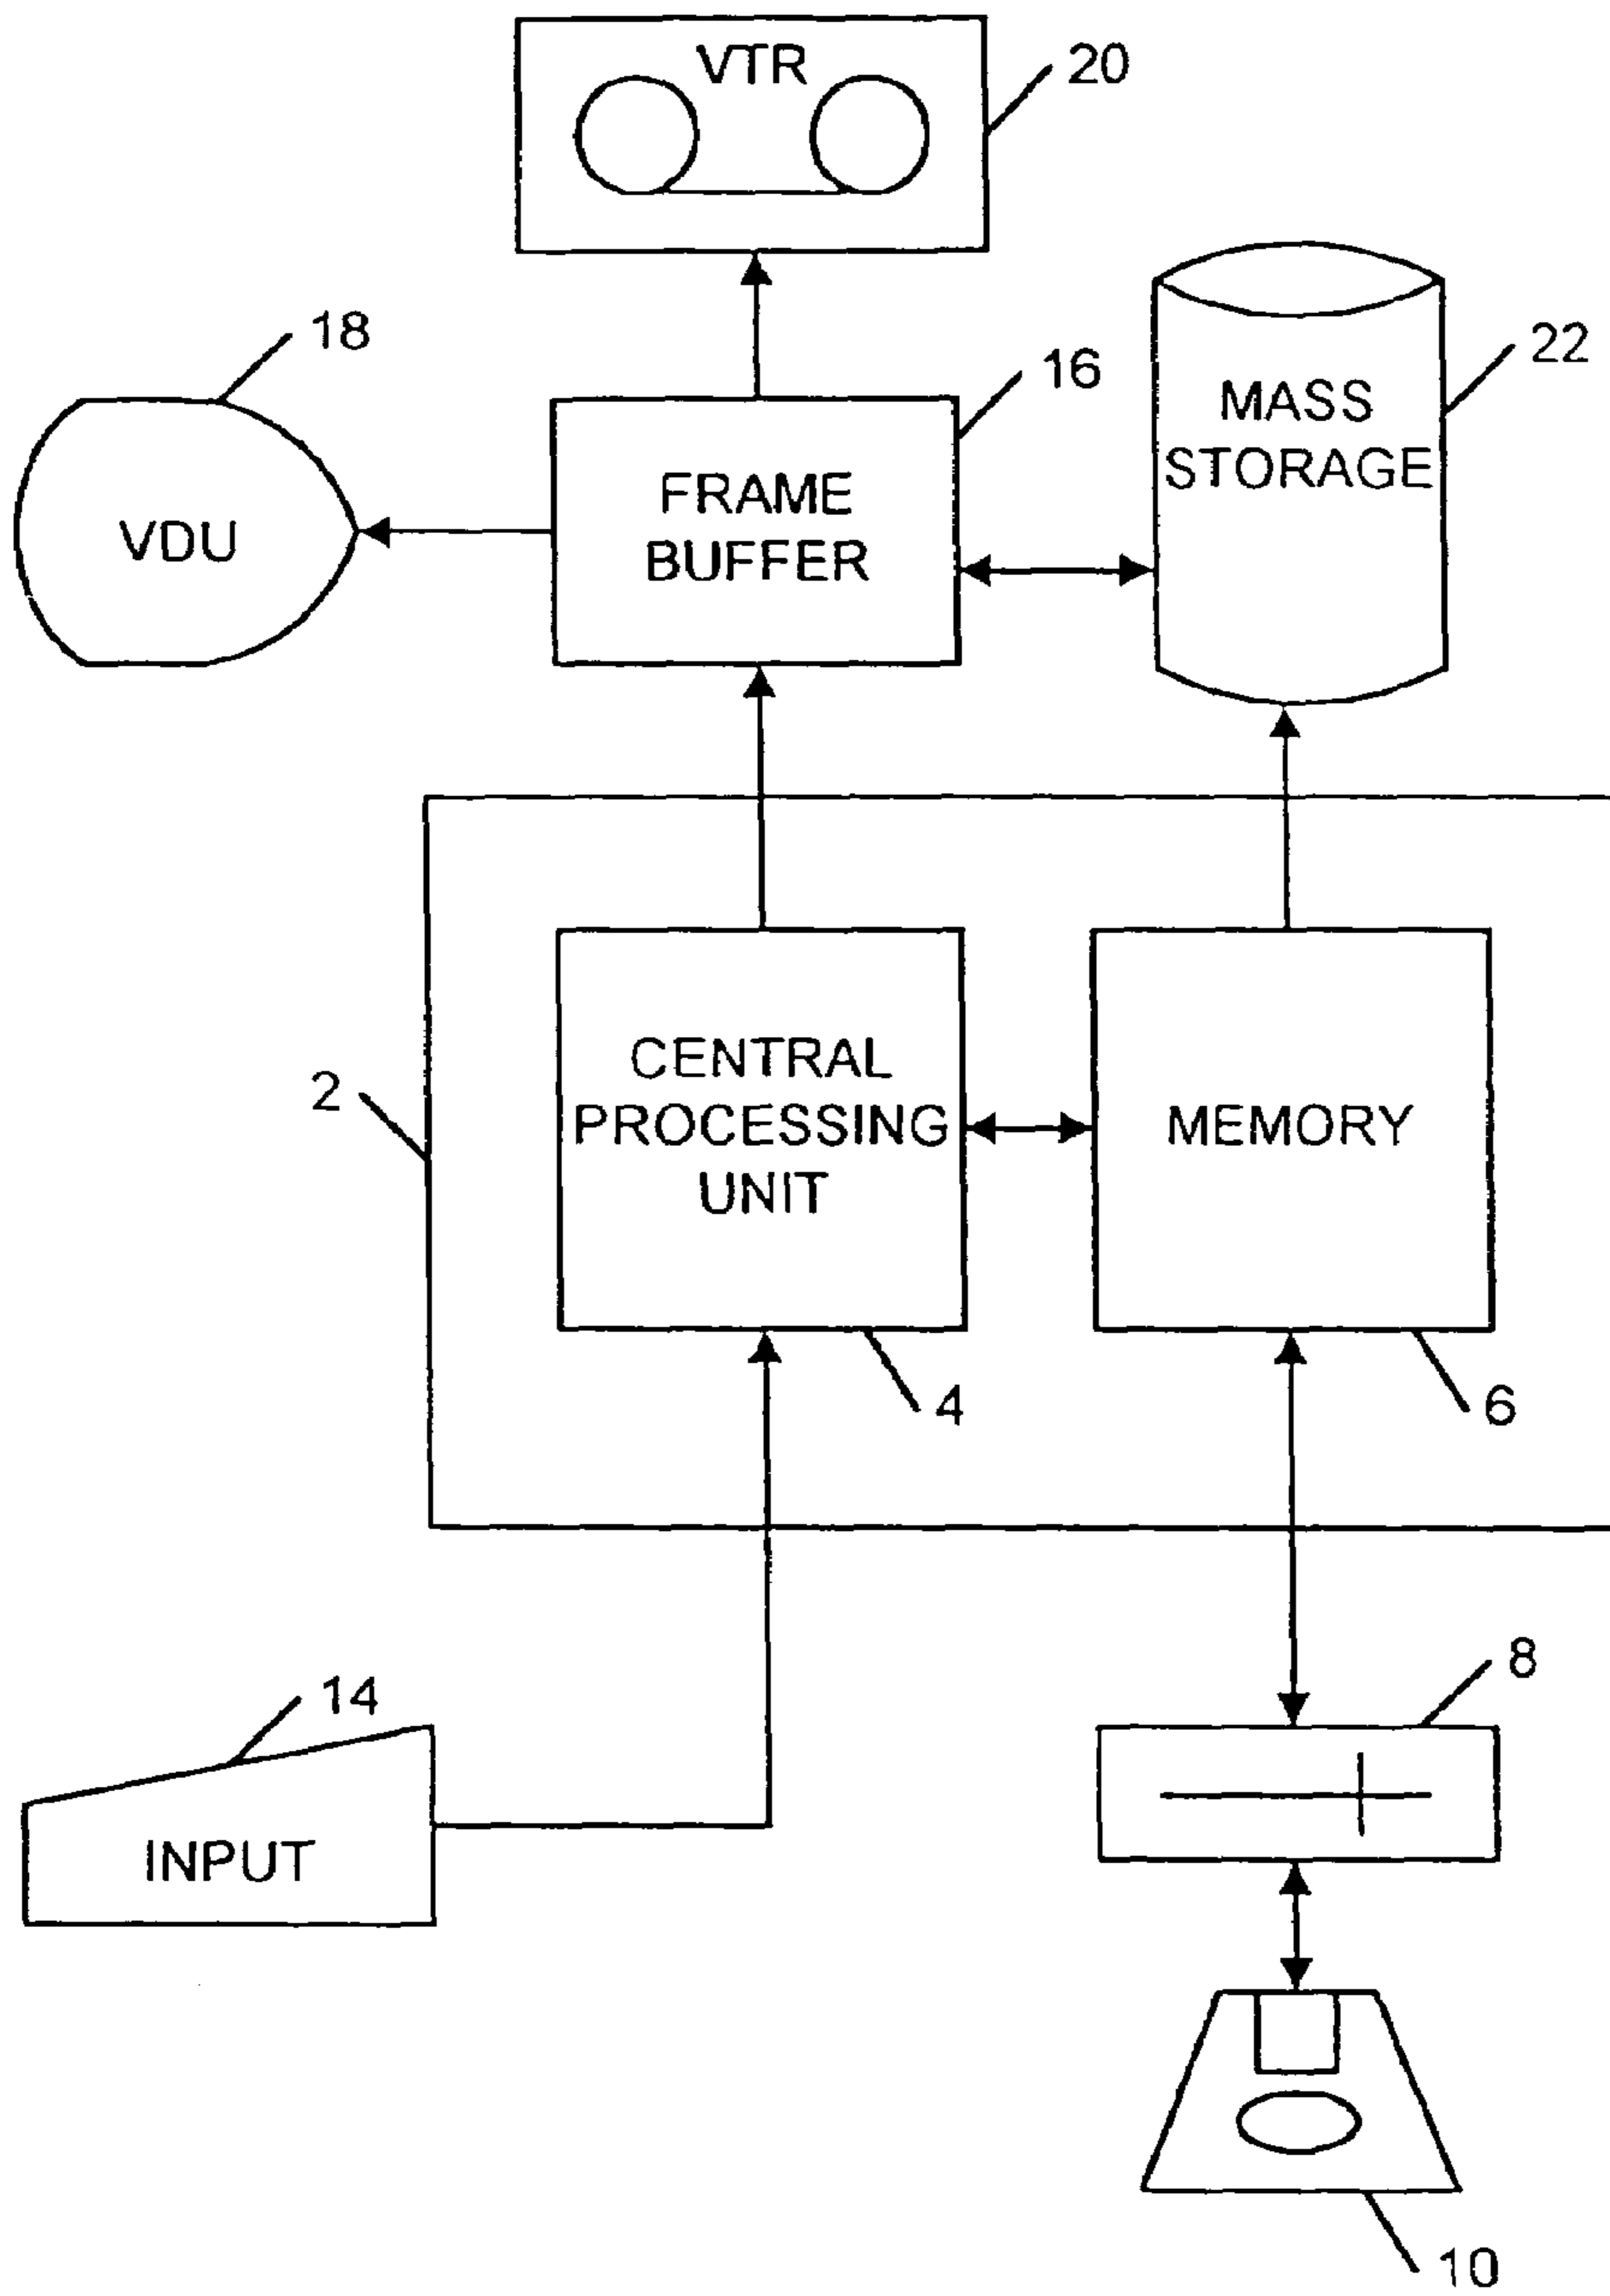 VTR
20
18
16
22
MASS
STORAGE
FRAME
BUFFER
VDU
CENTRAL
PROCESSING
UNIT
2
MEMORY
4
6
8
14
INPUT
10